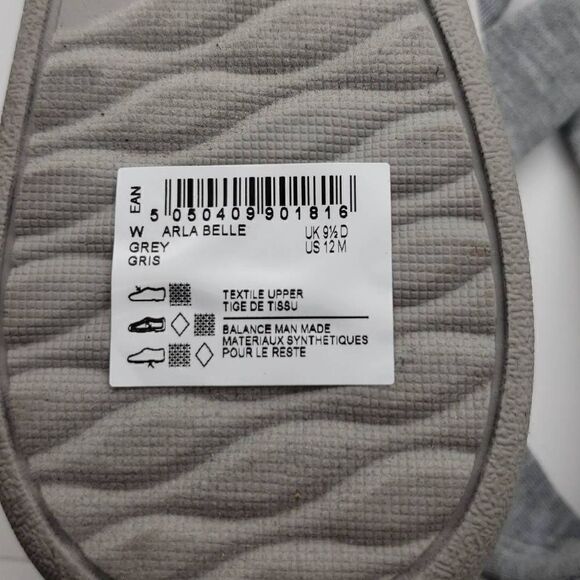 EAN
5 050409 901816
W ARLA BELLE UK 9½ D
GREY US 12 M
GRIS
TEXTILE UPPER
TIGE DE TISSU
BALANCE MAN MADE
MATERIAUX SYNTHETIQUES
POUR LE RESTE